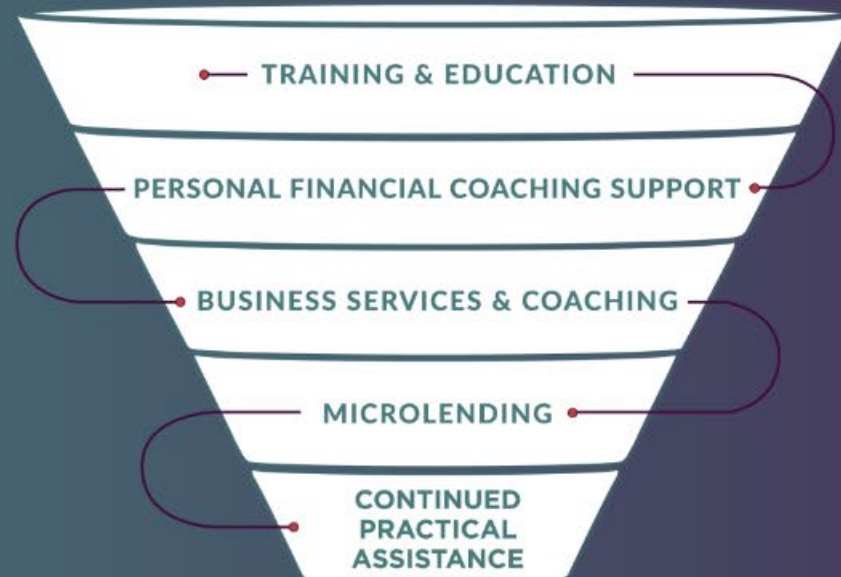 TRAINING & EDUCATION
PERSONAL FINANCIAL COACHING SUPPORT
BUSINESS SERVICES & COACHING
MICROLENDING
CONTINUED
PRACTICAL
ASSISTANCE